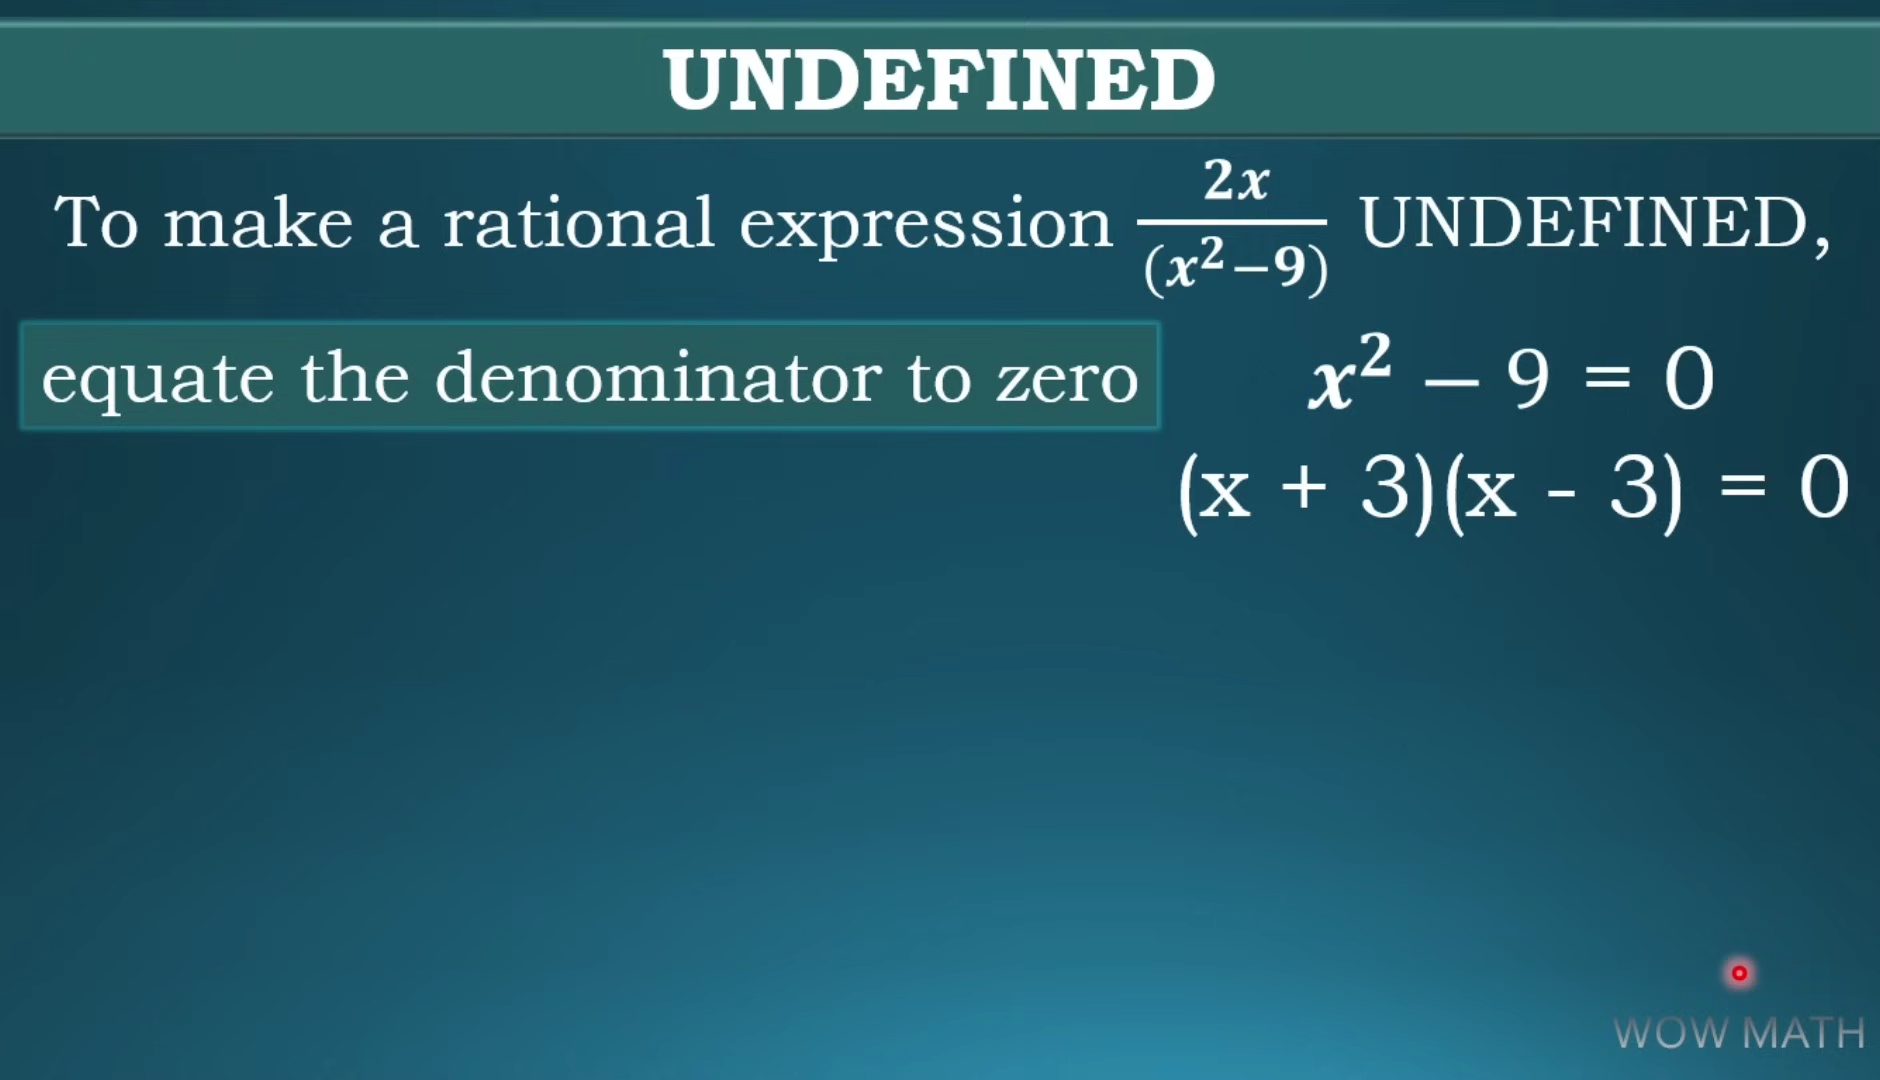 UNDEFINED
To make a rational expression 2x/(x²−9) UNDEFINED,
equate the denominator to zero
x² − 9 = 0
(x + 3)(x - 3) = 0
WOW MATH